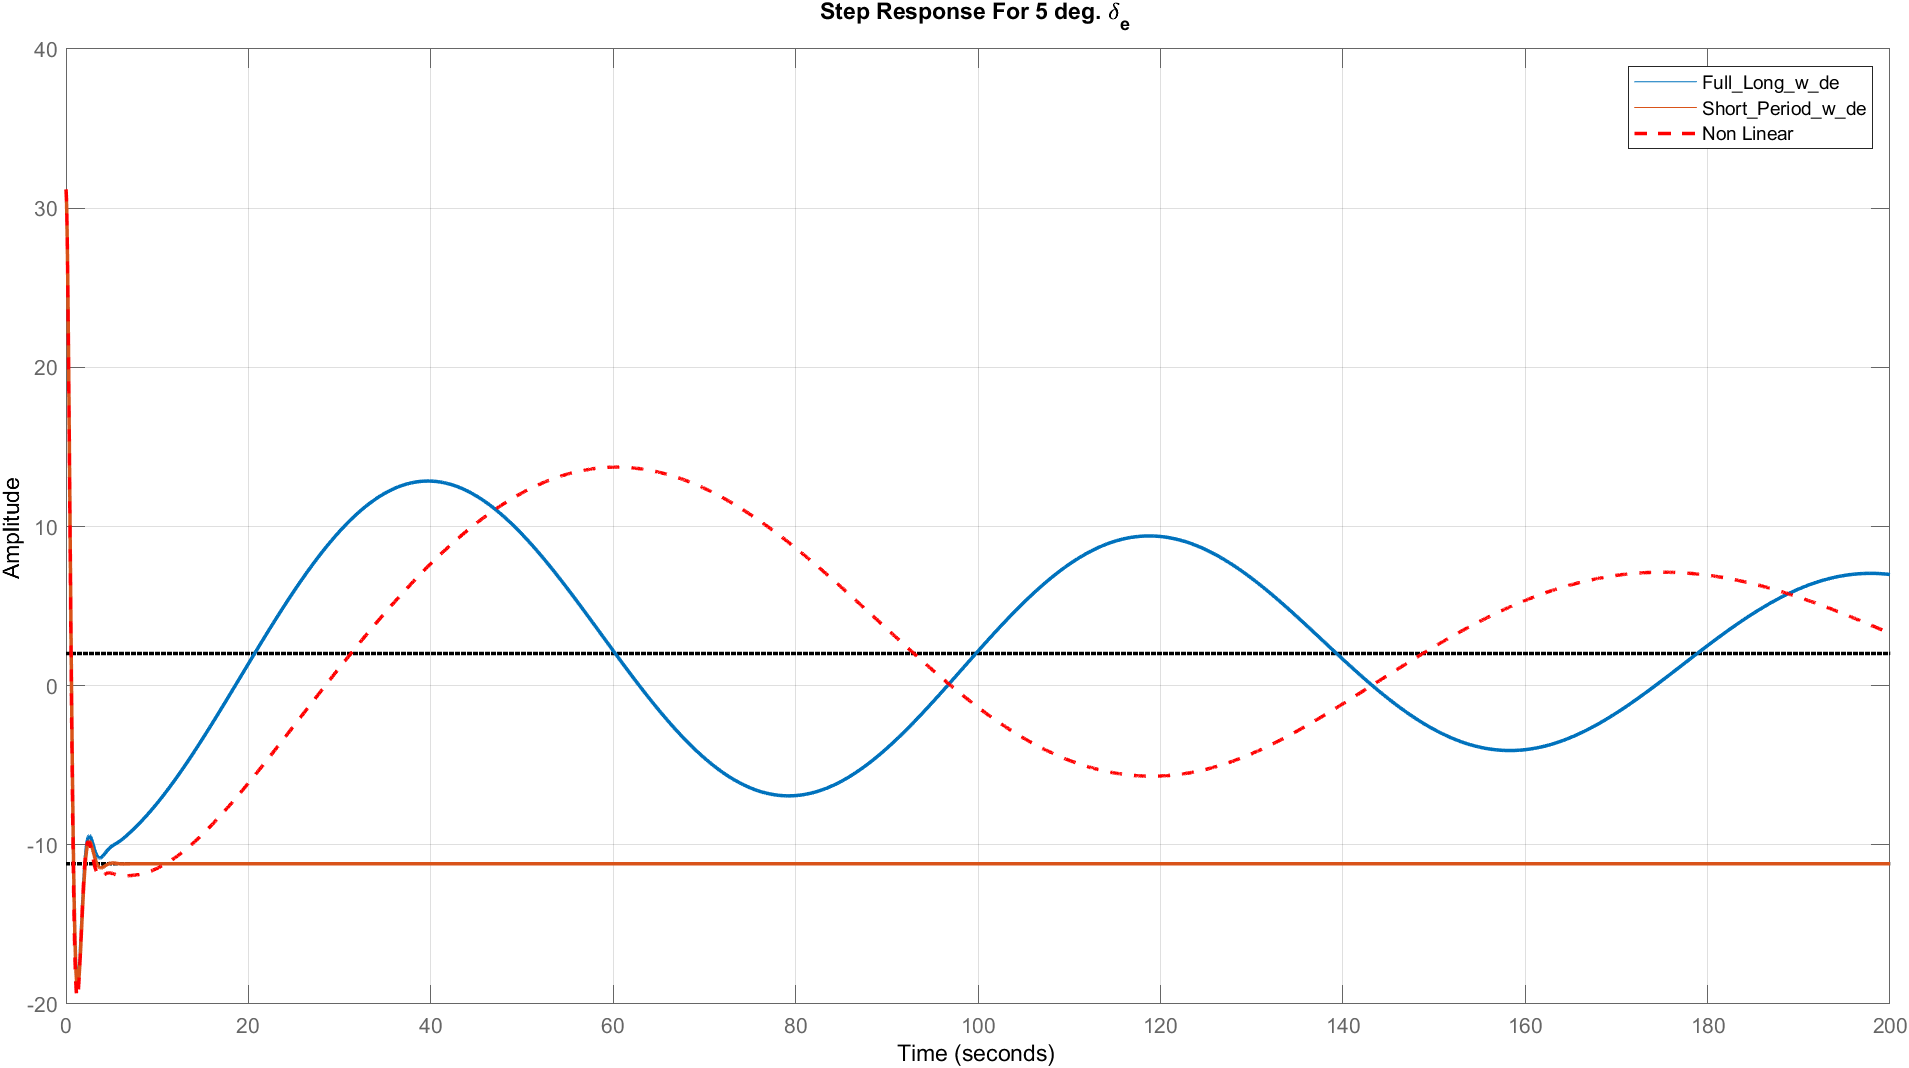 Step Response For 5 deg. δe
40
30
20
10
0
-10
-20
Amplitude
Full_Long_w_de
Short_Period_w_de
Non Linear
0 20 40 60 80 100 120 140 160 180 200
Time (seconds)